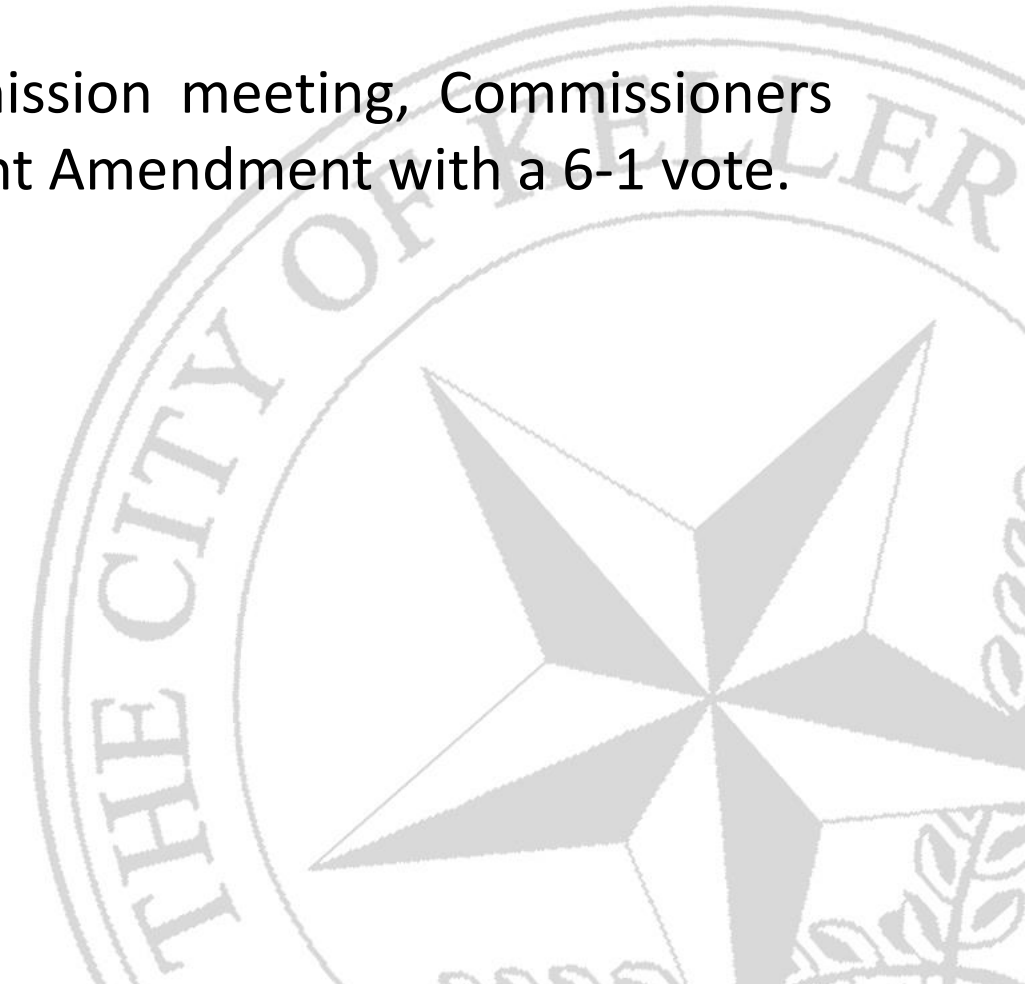 ission meeting, Commissioners
nt Amendment with a 6-1 vote.
THE CITY OF KELLER